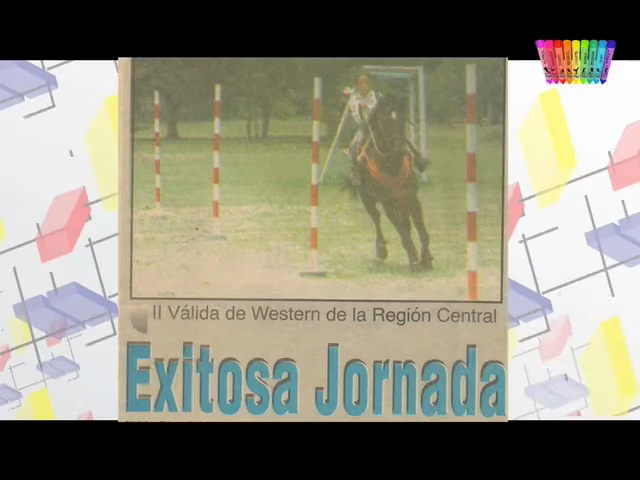 II Válida de Western de la Región Central
Exitosa Jornada